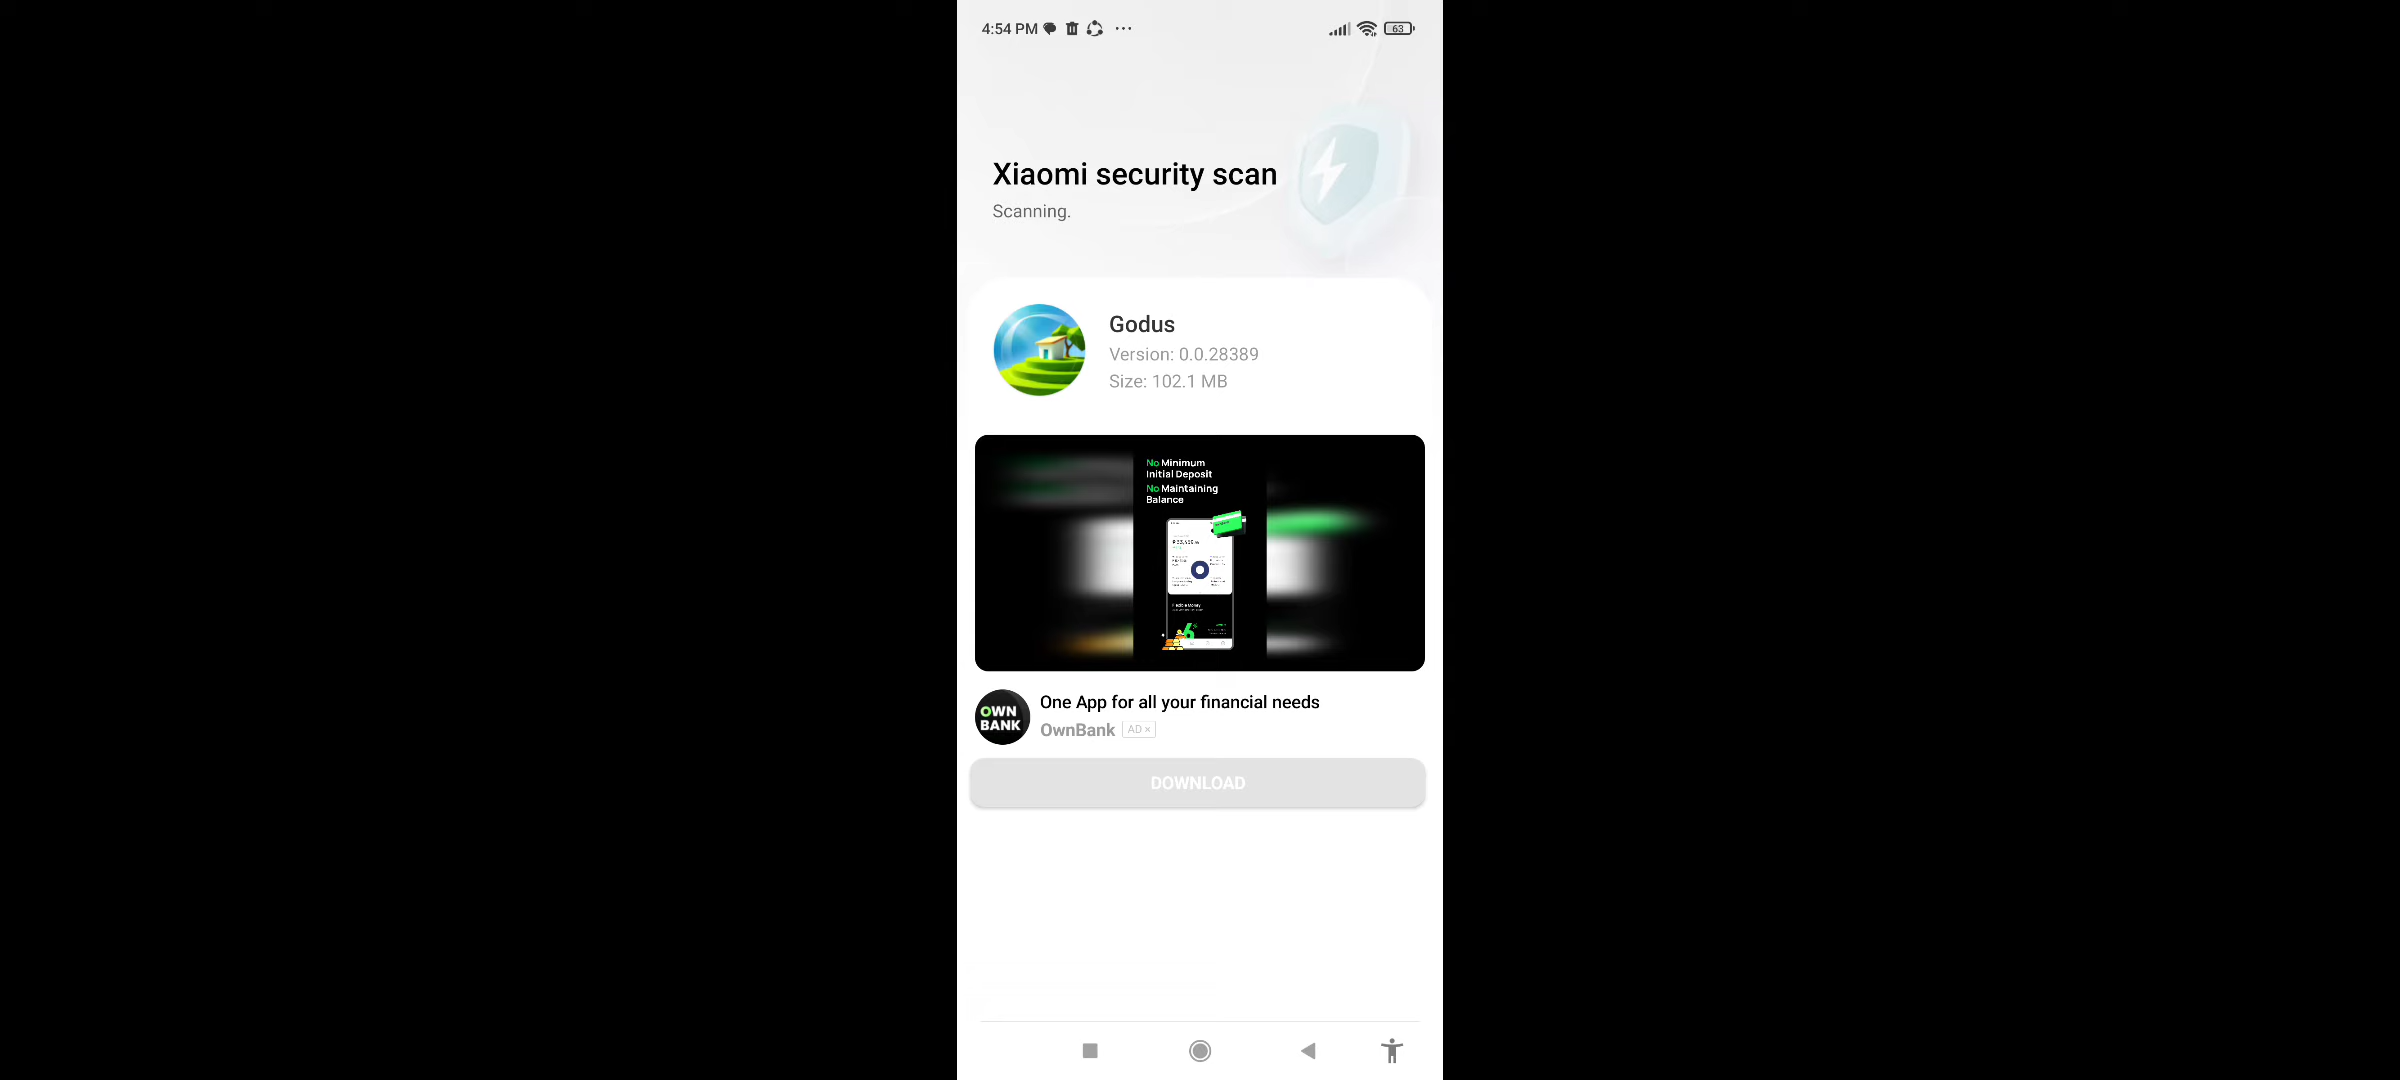 4:54 PM
63
Xiaomi security scan
Scanning.
Godus
Version: 0.0.28389
Size: 102.1 MB
No Minimum
Initial Deposit
No Maintaining
Balance
OWN
BANK
One App for all your financial needs
OwnBank AD ×
DOWNLOAD